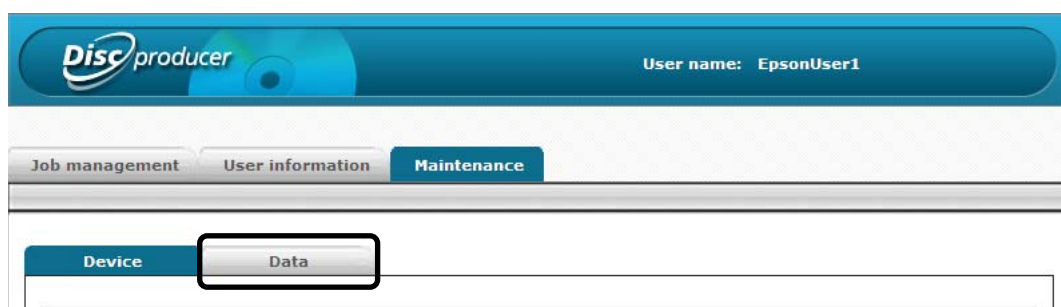 Disc producer
User name: EpsonUser1
Job management User information Maintenance
Device Data